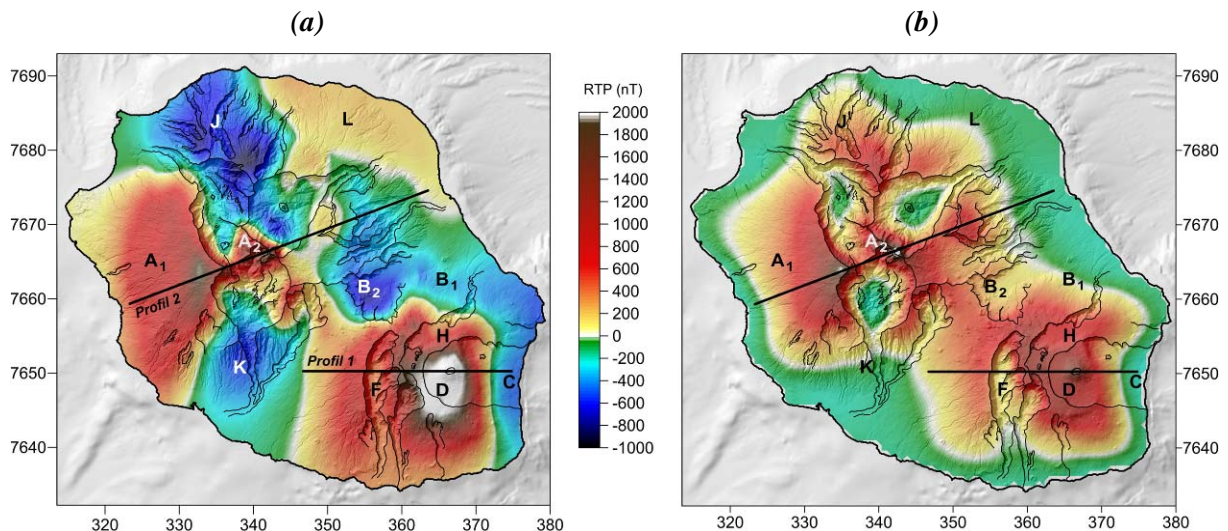 (a)
(b)
7690
7680
7670
7660
7650
7640
320 330 340 350 360 370 380
J
L
A1
A2
B1
B2
Profil 2
K
H
Profil 1
F
D
C
RTP (nT)
2000
1800
1600
1400
1200
1000
800
600
400
200
0
-200
-400
-600
-800
-1000
J
L
A1
A2
B1
B2
H
K
F
D
C
7690
7680
7670
7660
7650
7640
320 330 340 350 360 370 380